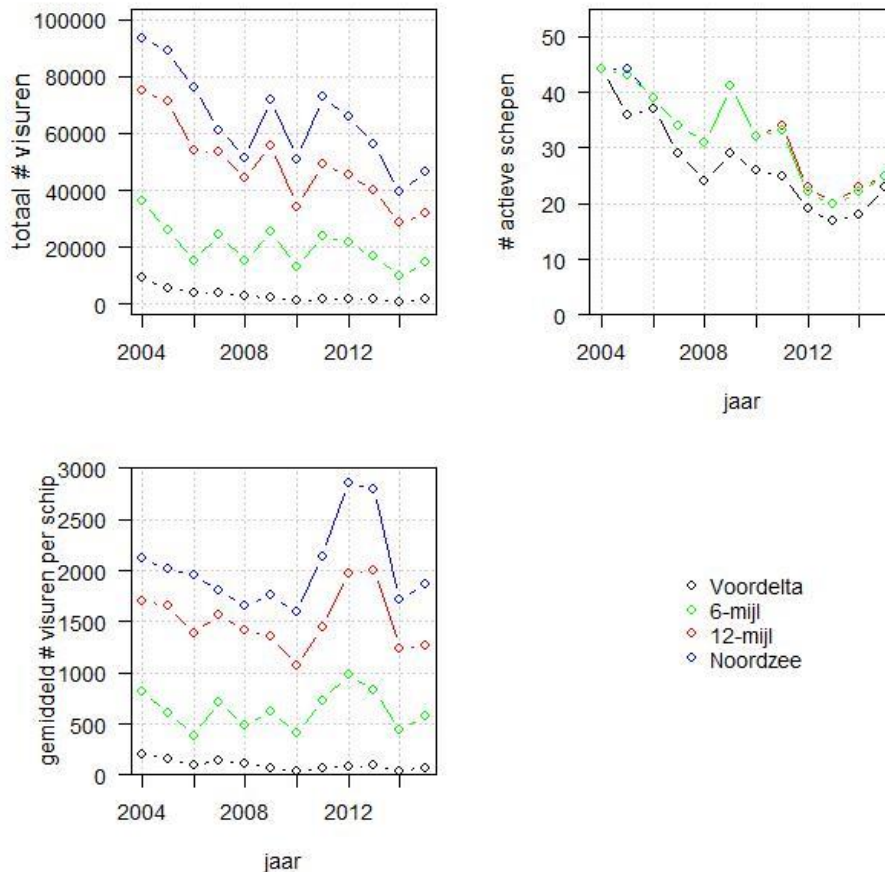 totaal # visuren
100000
80000
60000
40000
20000
0
2004 2008 2012
# actieve schepen
50
40
30
20
10
0
2004 2008 2012
jaar
gemiddeld # visuren per schip
3000
2500
2000
1500
1000
500
0
2004 2008 2012
jaar
Voordelta
6-mijl
12-mijl
Noordzee